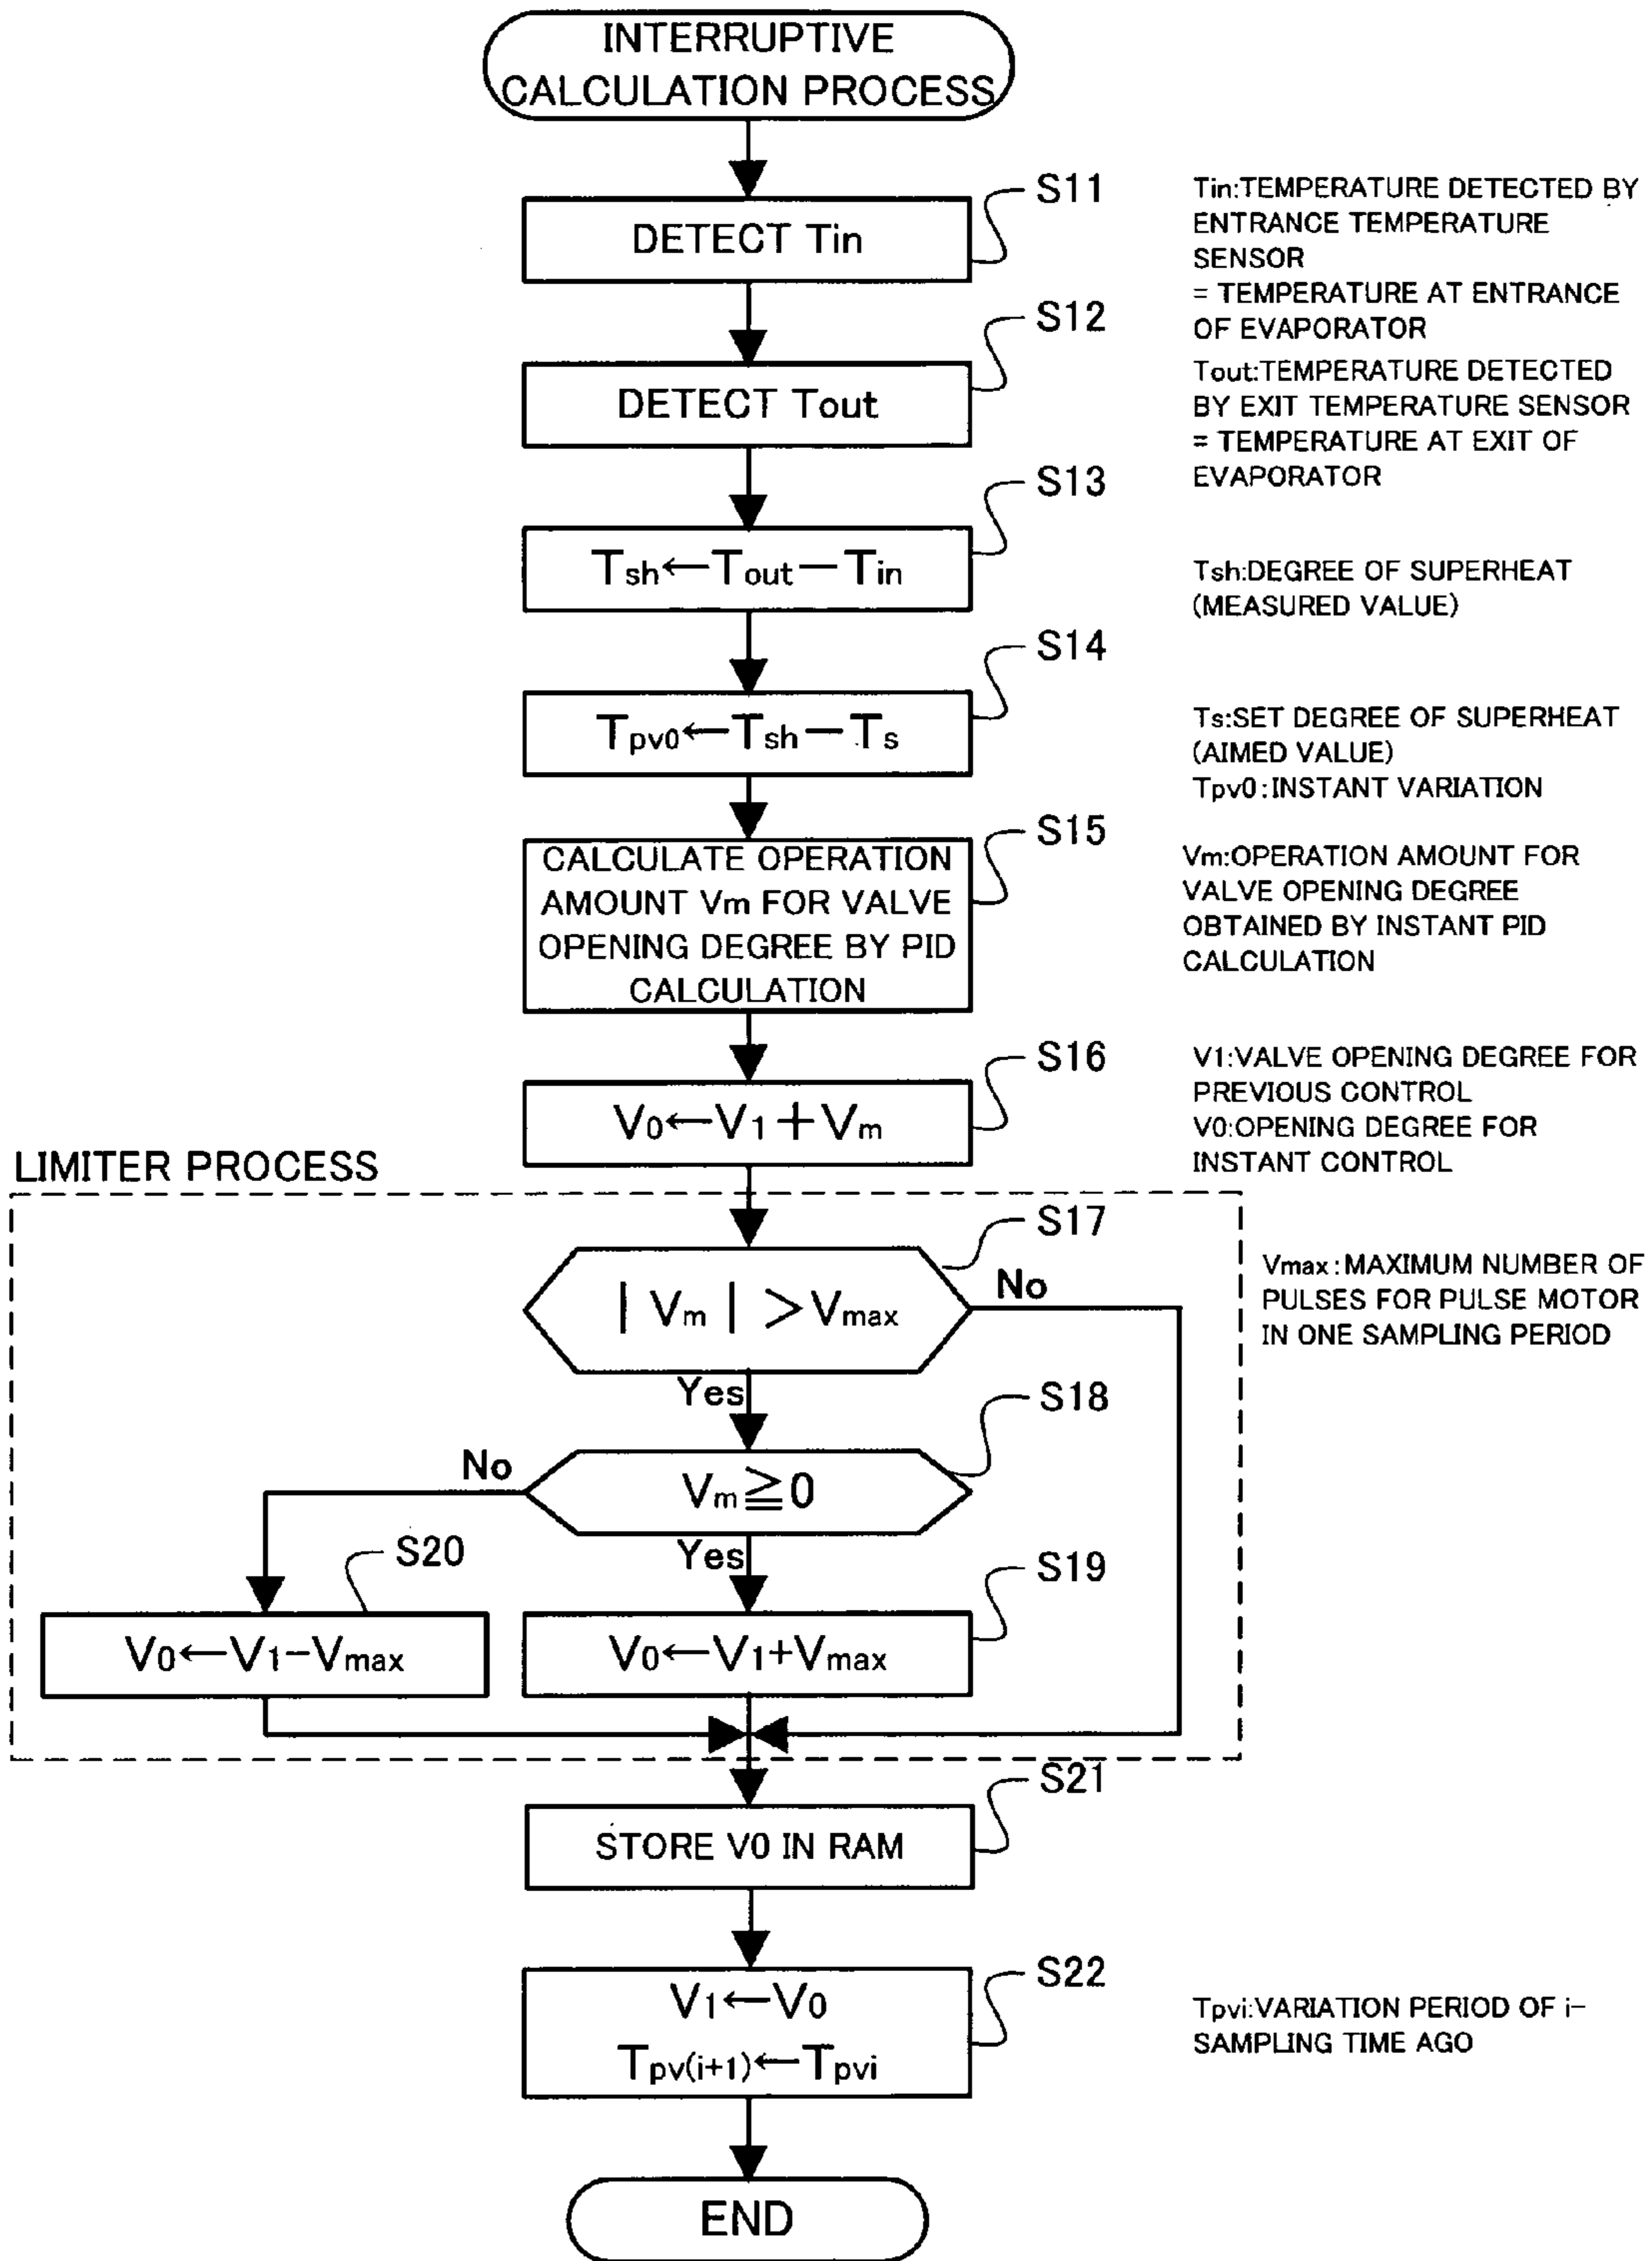 INTERRUPTIVE
CALCULATION PROCESS
S11
DETECT Tin
Tin:TEMPERATURE DETECTED BY
ENTRANCE TEMPERATURE
SENSOR
= TEMPERATURE AT ENTRANCE
OF EVAPORATOR
S12
DETECT Tout
Tout:TEMPERATURE DETECTED
BY EXIT TEMPERATURE SENSOR
= TEMPERATURE AT EXIT OF
EVAPORATOR
S13
Tsh←Tout−Tin
Tsh:DEGREE OF SUPERHEAT
(MEASURED VALUE)
S14
Tpv0←Tsh−Ts
Ts:SET DEGREE OF SUPERHEAT
(AIMED VALUE)
Tpv0:INSTANT VARIATION
S15
CALCULATE OPERATION
AMOUNT Vm FOR VALVE
OPENING DEGREE BY PID
CALCULATION
Vm:OPERATION AMOUNT FOR
VALVE OPENING DEGREE
OBTAINED BY INSTANT PID
CALCULATION
S16
V0←V1+Vm
V1:VALVE OPENING DEGREE FOR
PREVIOUS CONTROL
V0:OPENING DEGREE FOR
INSTANT CONTROL
LIMITER PROCESS
S17
| Vm | >Vmax
No
Yes
Vmax:MAXIMUM NUMBER OF
PULSES FOR PULSE MOTOR
IN ONE SAMPLING PERIOD
S18
Vm≧0
No
Yes
S20
V0←V1−Vmax
S19
V0←V1+Vmax
S21
STORE V0 IN RAM
S22
V1←V0
Tpv(i+1)←Tpvi
Tpvi:VARIATION PERIOD OF i-
SAMPLING TIME AGO
END